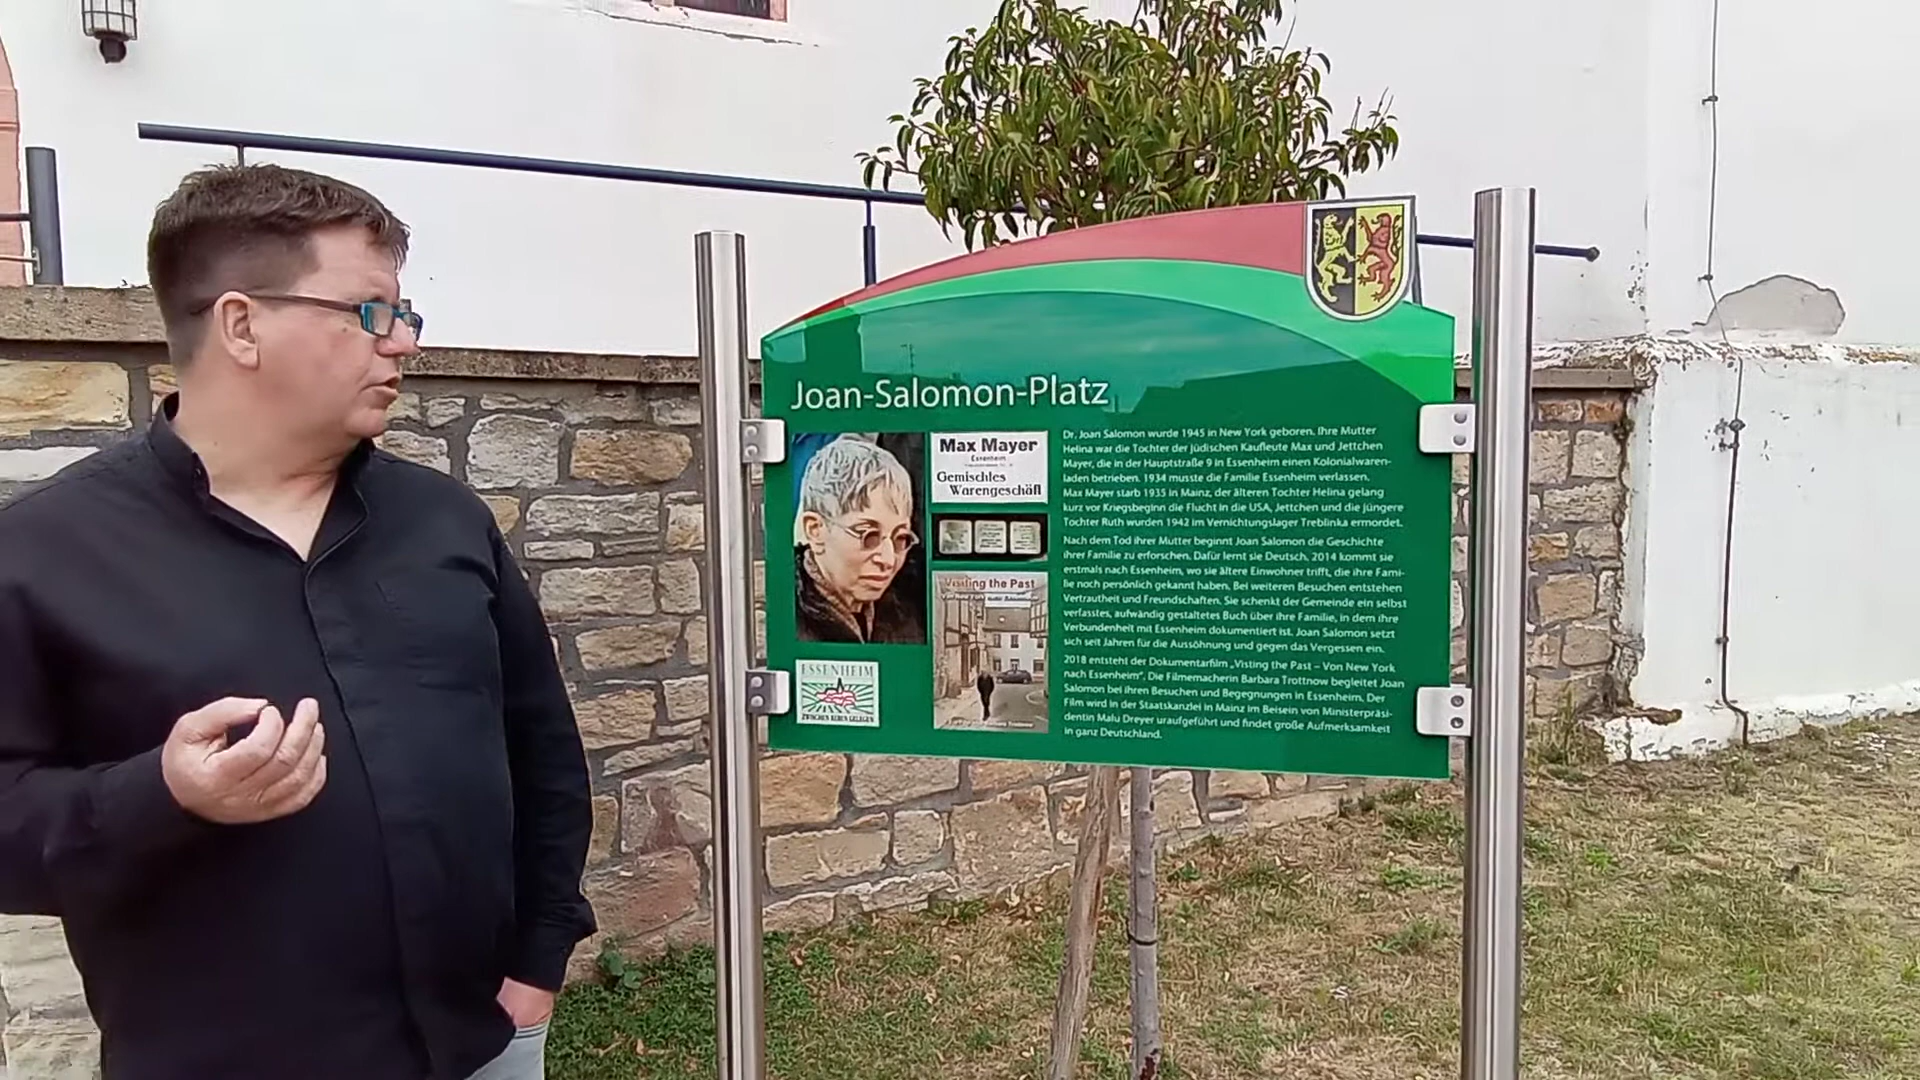 Joan-Salomon-Platz
Max Mayer
Essenheim
Gemischtes
Warengeschäft
Visiting the Past
ESSENHEIM
ZWISCHEN REBEN GELEGEN
Dr. Joan Salomon wurde 1945 in New York geboren. Ihre Mutter
Helina war die Tochter der jüdischen Kaufleute Max und Jettchen
Mayer, die in der Hauptstraße 9 in Essenheim einen Kolonialwaren-
laden betrieben. 1934 musste die Familie Essenheim verlassen.
Max Mayer starb 1935 in Mainz, der älteren Tochter Helina gelang
kurz vor Kriegsbeginn die Flucht in die USA, Jettchen und die jüngere
Tochter Ruth wurden 1942 im Vernichtungslager Treblinka ermordet.
Nach dem Tod ihrer Mutter beginnt Joan Salomon die Geschichte
ihrer Familie zu erforschen. Dafür lernt sie Deutsch. 2014 kommt sie
erstmals nach Essenheim, wo sie ältere Einwohner trifft, die ihre Fami-
lie noch persönlich gekannt haben. Bei weiteren Besuchen entstehen
Vertrautheit und Freundschaften. Sie schenkt der Gemeinde ein selbst
verfasstes, aufwändig gestaltetes Buch über ihre Familie, in dem ihre
Verbundenheit mit Essenheim dokumentiert ist. Joan Salomon setzt
sich seit Jahren für die Aussöhnung und gegen das Vergessen ein.
2018 entsteht der Dokumentarfilm „Visting the Past – Von New York
nach Essenheim“. Die Filmemacherin Barbara Trottnow begleitet Joan
Salomon bei ihren Besuchen und Begegnungen in Essenheim. Der
Film wird in der Staatskanzlei in Mainz im Beisein von Ministerpräsi-
dentin Malu Dreyer uraufgeführt und findet große Aufmerksamkeit
in ganz Deutschland.